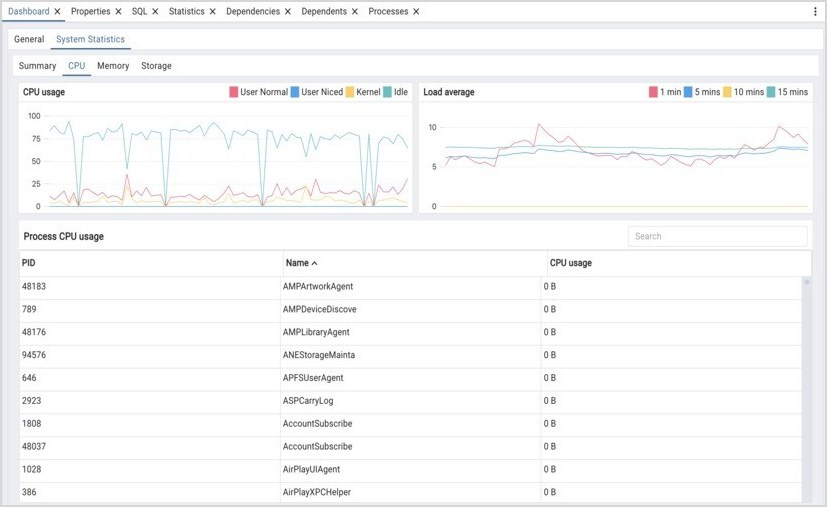 Dashboard Properties SQL Statistics Dependencies Dependents Processes
General System Statistics
Summary CPU Memory Storage
CPU usage User Normal User Niced Kernel Idle
100
75
50
25
0
Load average 1 min 5 mins 10 mins 15 mins
10
5
0
Process CPU usage Search
PID Name CPU usage
48183 AMPArtworkAgent 0 B
789 AMPDeviceDiscove 0 B
48176 AMPLibraryAgent 0 B
94576 ANEStorageMainta 0 B
646 APFSUserAgent 0 B
2923 ASPCarryLog 0 B
1808 AccountSubscribe 0 B
48037 AccountSubscribe 0 B
1028 AirPlayUIAgent 0 B
386 AirPlayXPCHelper 0 B